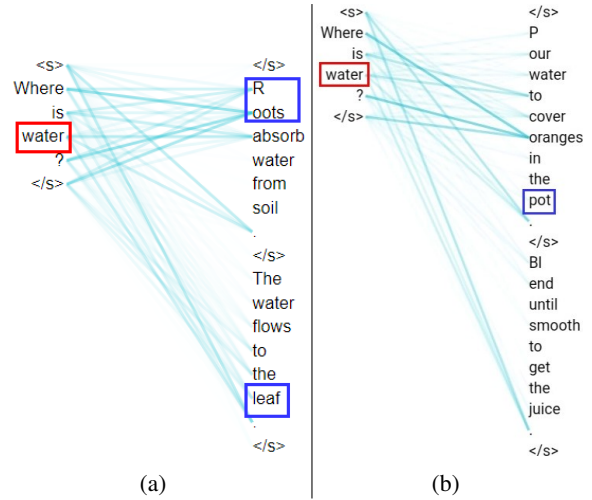 <s>
Where
is
water
?
</s>
</s>
R
oots
absorb
water
from
soil
.
</s>
The
water
flows
to
the
leaf
.
</s>
(a)
<s>
Where
is
water
?
</s>
</s>
P
our
water
to
cover
oranges
in
the
pot
.
</s>
Bl
end
until
smooth
to
get
the
juice
.
</s>
(b)